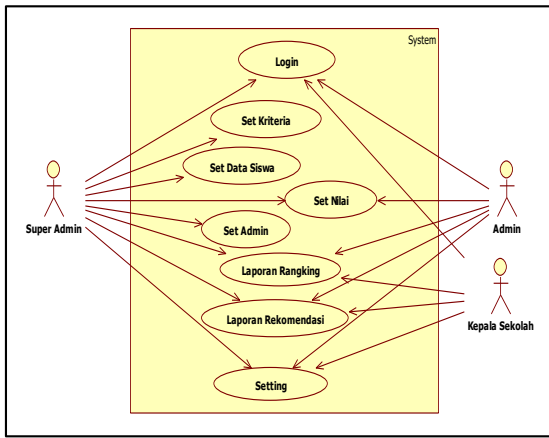 System
Login
Set Kriteria
Set Data Siswa
Set Nilai
Super Admin
Admin
Set Admin
Laporan Rangking
Laporan Rekomendasi
Kepala Sekolah
Setting